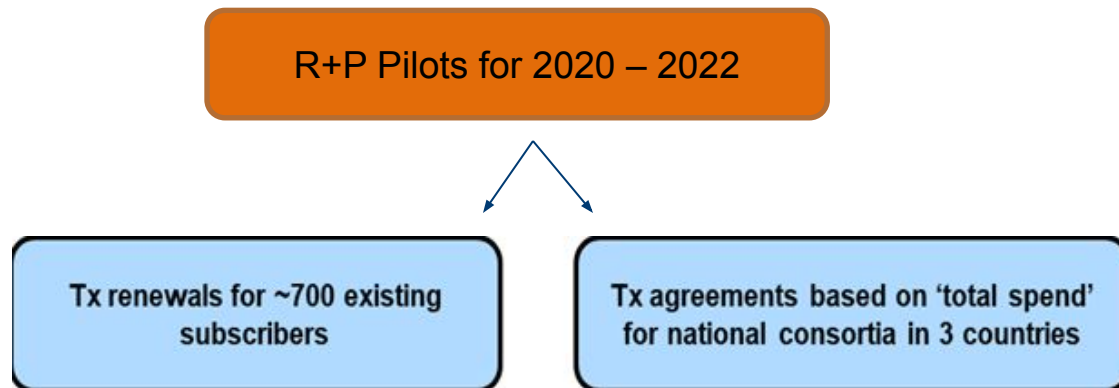 R+P Pilots for 2020 – 2022
Tx renewals for ~700 existing
subscribers
Tx agreements based on ‘total spend’
for national consortia in 3 countries